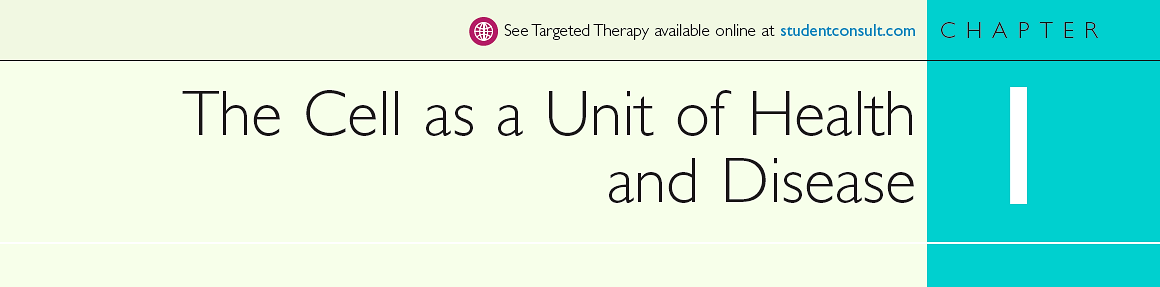 See Targeted Therapy available online at studentconsult.com
CHAPTER
The Cell as a Unit of Health
and Disease
1